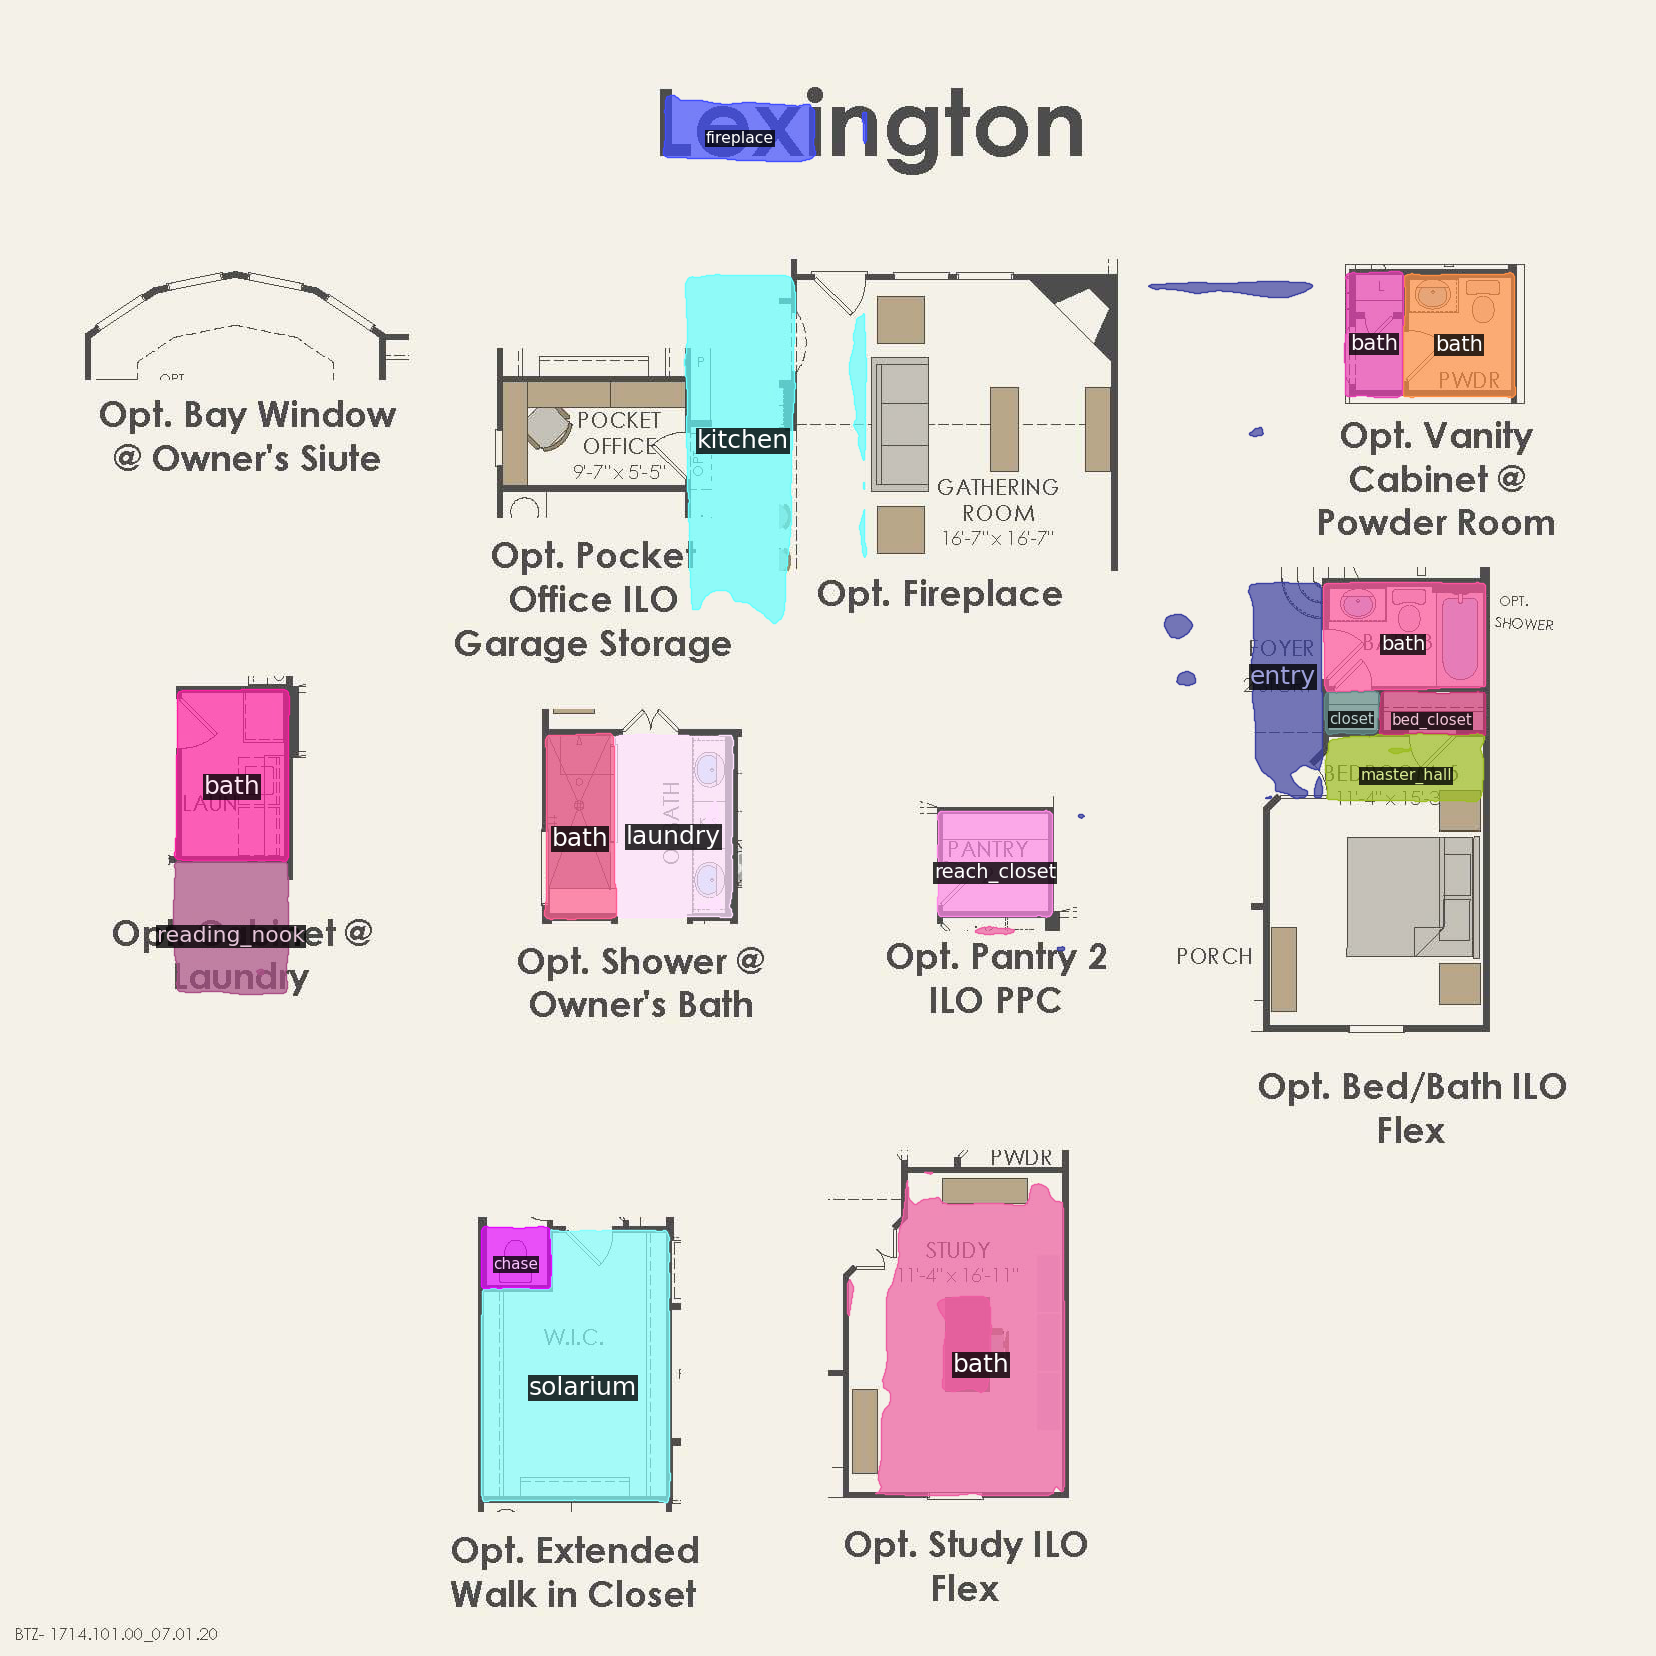 Lexington
fireplace
OPT.
Opt. Bay Window
@ Owner's Siute
POCKET
OFFICE
9'-7" x 5'-5"
Opt. Pocket
Office ILO
Garage Storage
P
kitchen
GATHERING
ROOM
16'-7" x 16'-7"
Opt. Fireplace
L
bath
bath
PWDR
Opt. Vanity
Cabinet @
Powder Room
OPT.
SHOWER
FOYER
entry
bath
closet
bed_closet
master_hall
11'-4" x 15'-3
PORCH
Opt. Bed/Bath ILO
Flex
bath
LAUN
reading_nook
et @
Laundry
bath
laundry
Opt. Shower @
Owner's Bath
PANTRY
reach_closet
Opt. Pantry 2
ILO PPC
chase
W.I.C.
solarium
Opt. Extended
Walk in Closet
PWDR
STUDY
11'-4" x 16'-11"
bath
Opt. Study ILO
Flex
BTZ- 1714.101.00_07.01.20